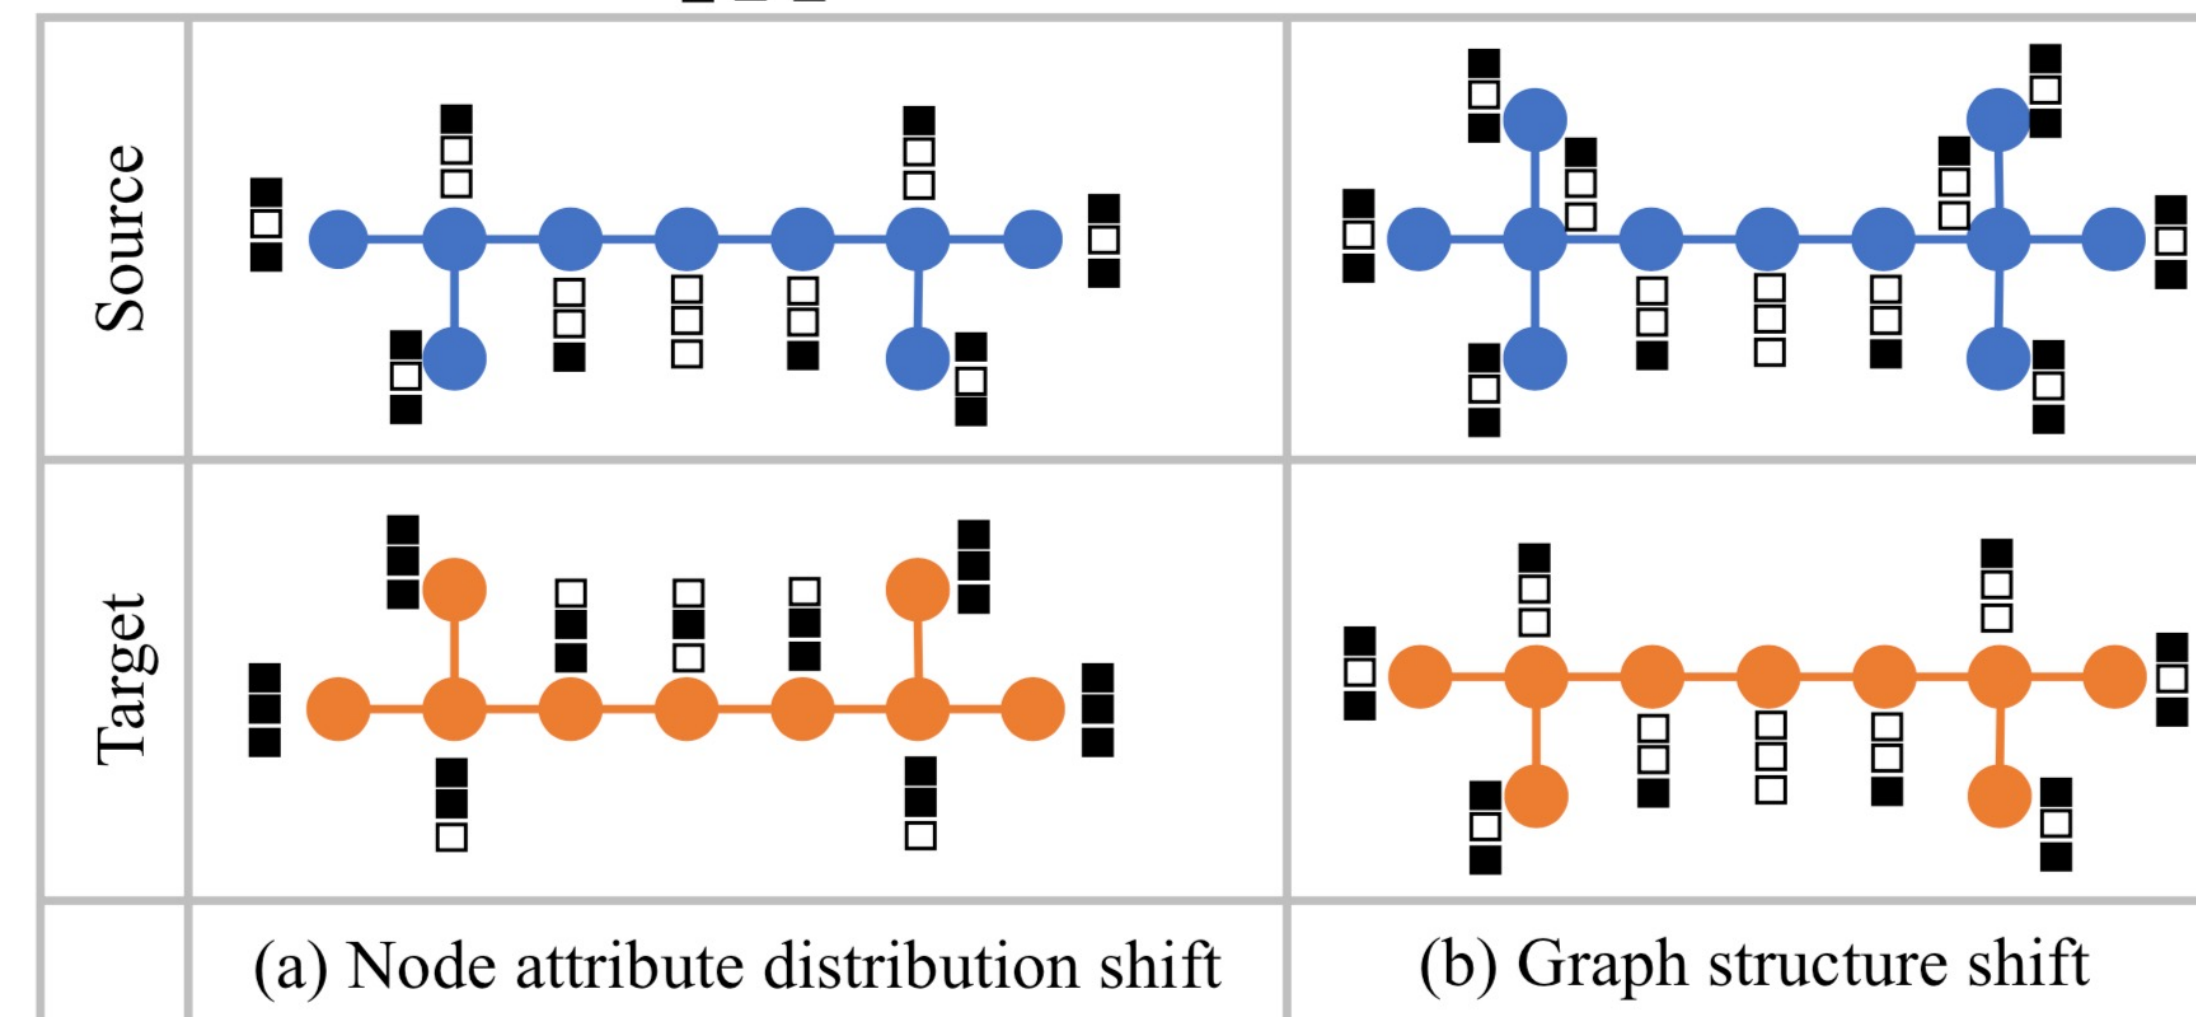 Source
Target
(a) Node attribute distribution shift
(b) Graph structure shift